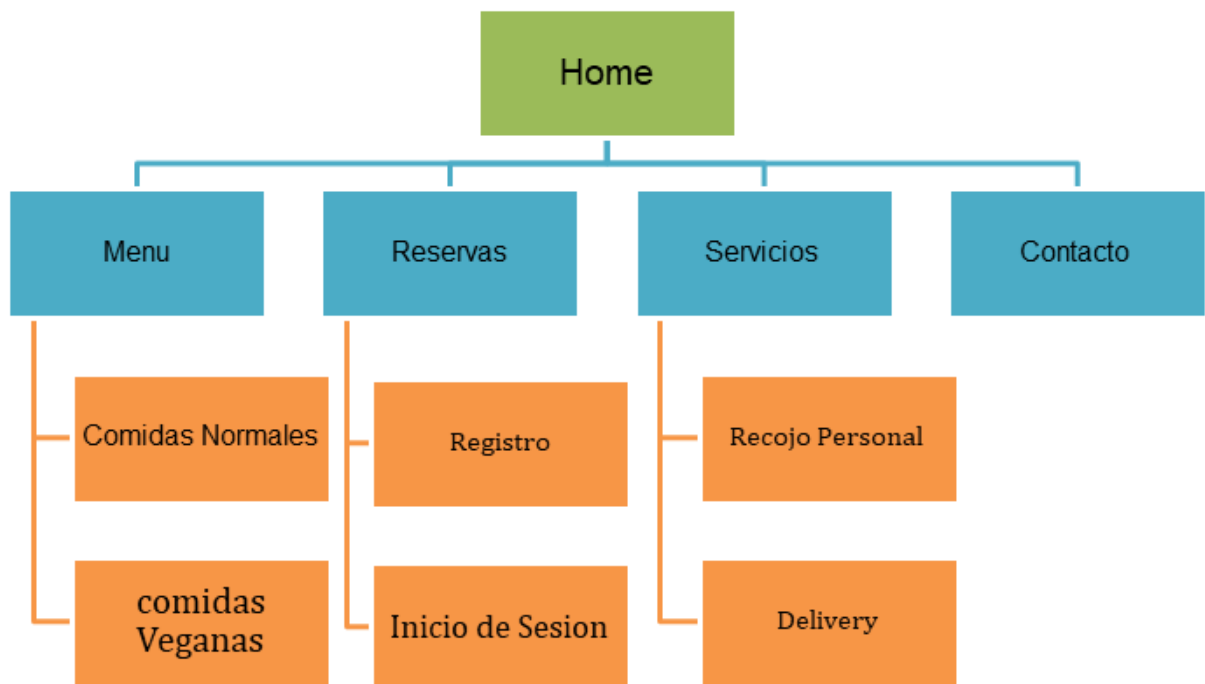 Home
Menu
Reservas
Servicios
Contacto
Comidas Normales
Registro
Recojo Personal
comidas
Veganas
Inicio de Sesion
Delivery